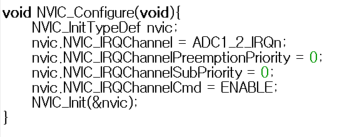 void NVIC_Configure(void){
    NVIC_InitTypeDef nvic;
    nvic.NVIC_IRQChannel = ADC1_2_IRQn;
    nvic.NVIC_IRQChannelPreemptionPriority = 0;
    nvic.NVIC_IRQChannelSubPriority = 0;
    nvic.NVIC_IRQChannelCmd = ENABLE;
    NVIC_Init(&nvic);
}